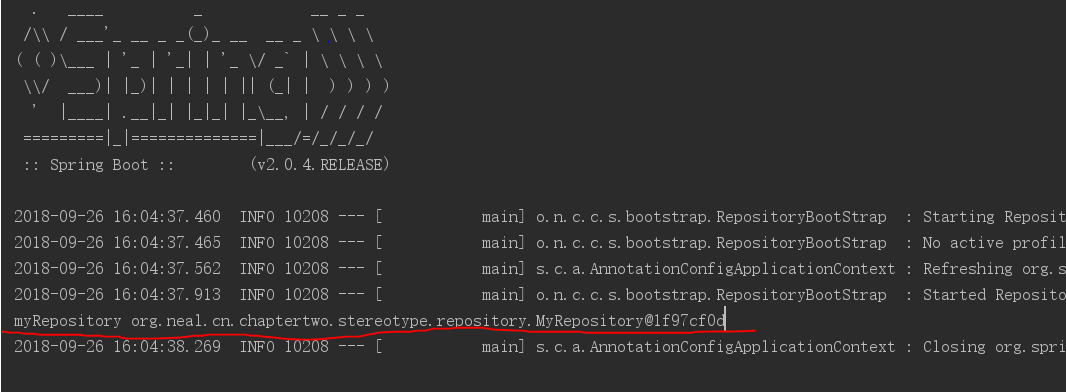 .   ____          _            __ _ _
 /\\ / ___'_ __ _ _(_)_ __  __ _ \ \ \ \
( ( )\___ | '_ | '_| | '_ \/ _` | \ \ \ \
 \\/  ___)| |_)| | | | | || (_| |  ) ) ) )
  '  |____| .__|_| |_|_| |_\__, | / / / /
 =========|_|==============|___/=/_/_/_/
 :: Spring Boot ::        (v2.0.4.RELEASE)
2018-09-26 16:04:37.460  INFO 10208 --- [           main] o.n.c.c.s.bootstrap.RepositoryBootStrap  : Starting Reposit
2018-09-26 16:04:37.465  INFO 10208 --- [           main] o.n.c.c.s.bootstrap.RepositoryBootStrap  : No active profil
2018-09-26 16:04:37.562  INFO 10208 --- [           main] s.c.a.AnnotationConfigApplicationContext : Refreshing org.s
2018-09-26 16:04:37.913  INFO 10208 --- [           main] o.n.c.c.s.bootstrap.RepositoryBootStrap  : Started Reposito
myRepository org.neal.cn.chaptertwo.stereotype.repository.MyRepository@1f97cf0d
2018-09-26 16:04:38.269  INFO 10208 --- [           main] s.c.a.AnnotationConfigApplicationContext : Closing org.spri